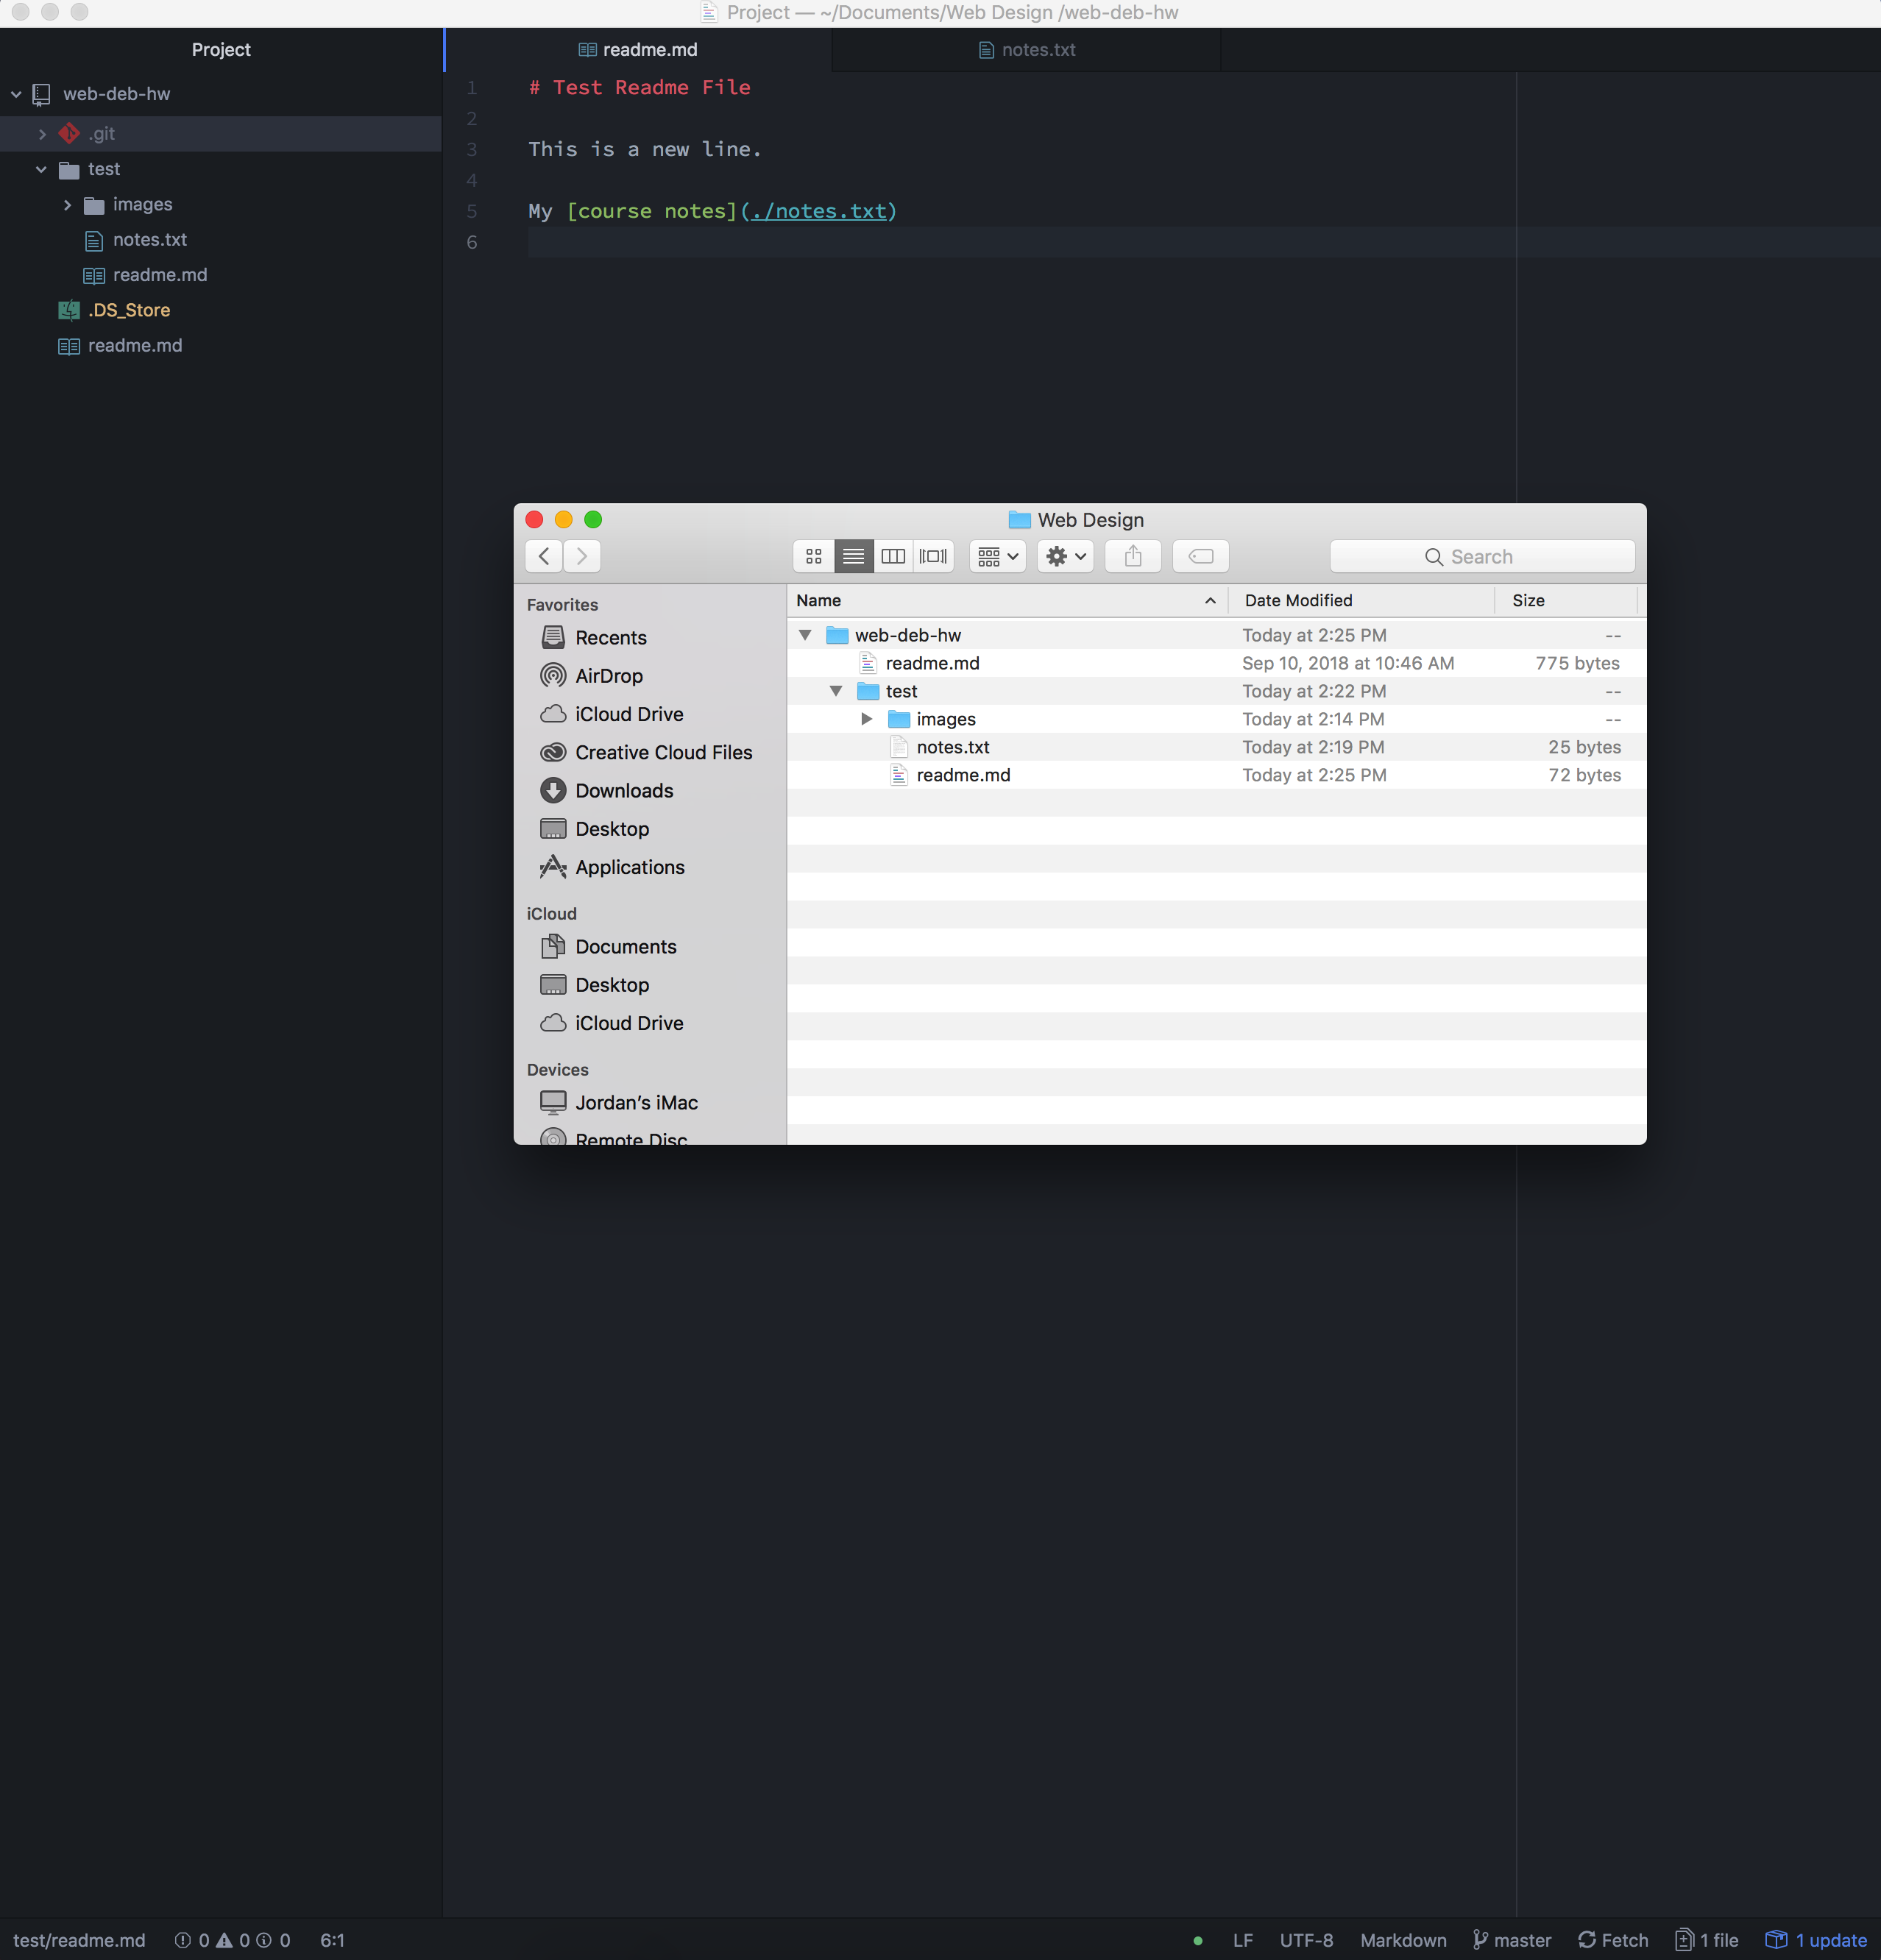 Project — ~/Documents/Web Design /web-deb-hw
Project
web-deb-hw
.git
test
images
notes.txt
readme.md
.DS_Store
readme.md
readme.md
notes.txt
1 # Test Readme File
2
3 This is a new line.
4
5 My [course notes](./notes.txt)
6
Web Design
Search
Favorites
Recents
AirDrop
iCloud Drive
Creative Cloud Files
Downloads
Desktop
Applications
iCloud
Documents
Desktop
iCloud Drive
Devices
Jordan’s iMac
Remote Disc
Name Date Modified Size
web-deb-hw Today at 2:25 PM --
readme.md Sep 10, 2018 at 10:46 AM 775 bytes
test Today at 2:22 PM --
images Today at 2:14 PM --
notes.txt Today at 2:19 PM 25 bytes
readme.md Today at 2:25 PM 72 bytes
test/readme.md 0 0 0 6:1 LF UTF-8 Markdown master Fetch 1 file 1 update